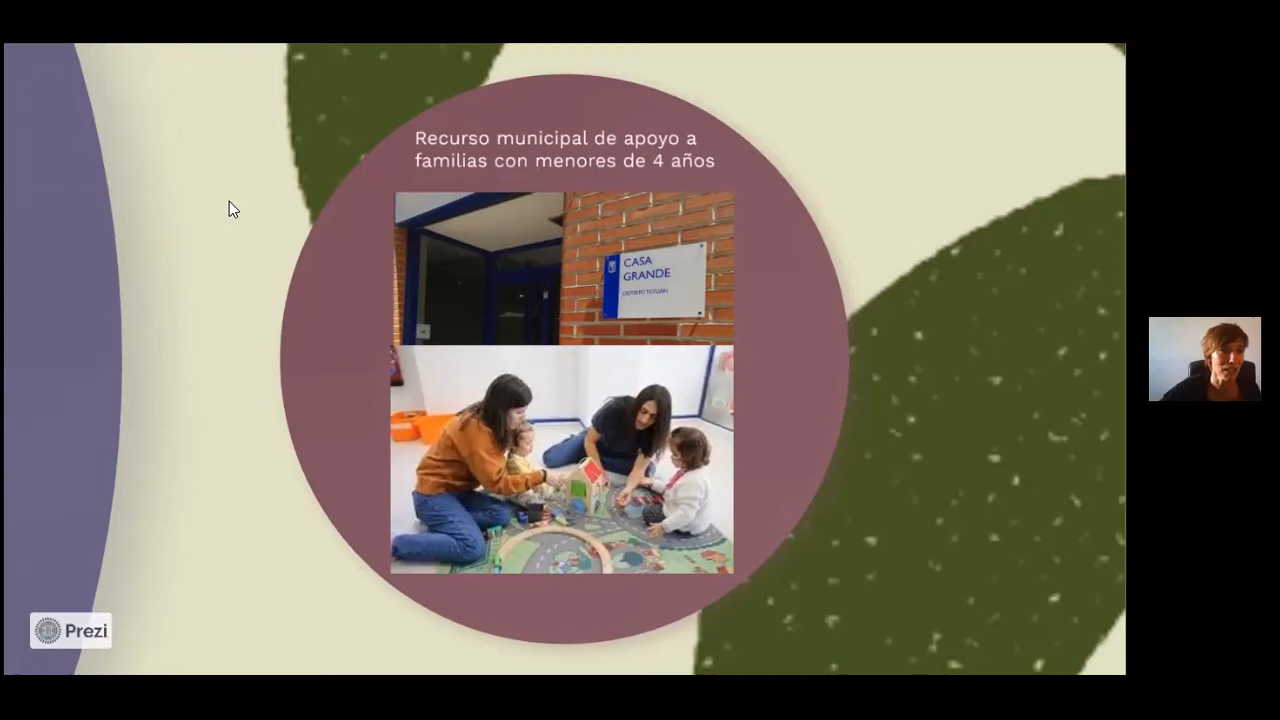 Recurso municipal de apoyo a
familias con menores de 4 años
CASA
GRANDE
DISTRITO TETUÁN
Prezi